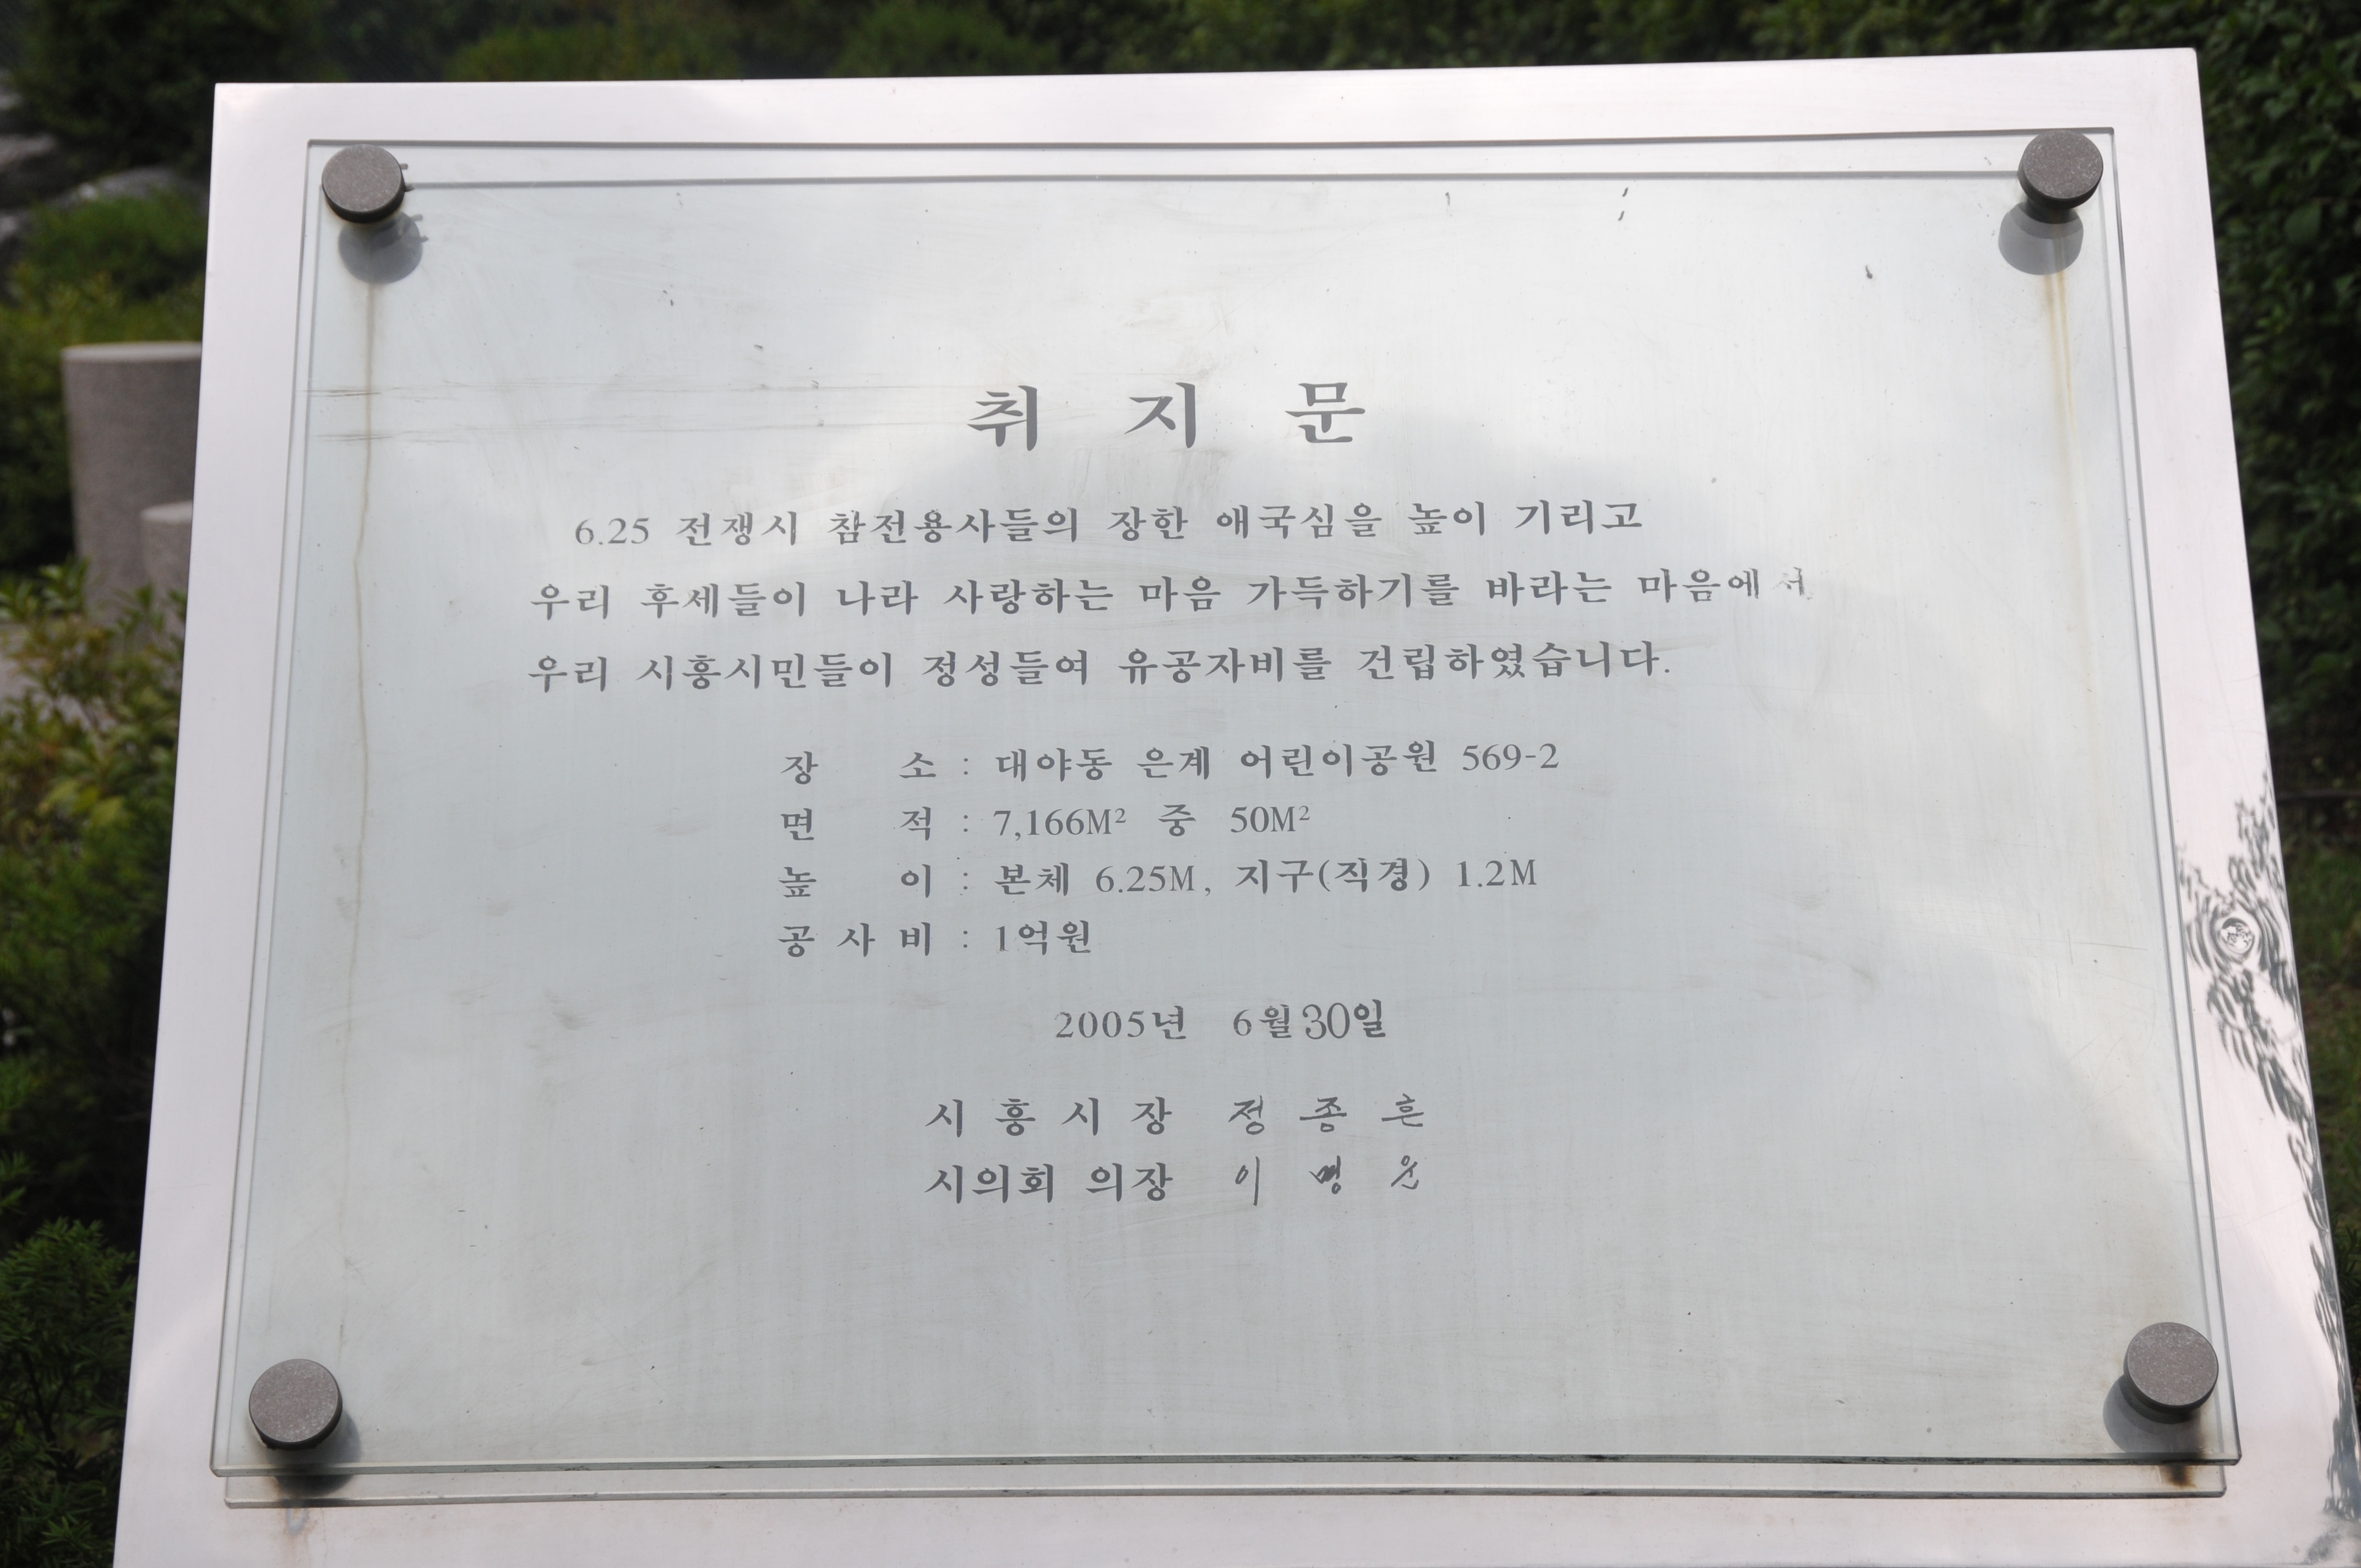 취 지 문
6.25 전쟁시 참전용사들의 장한 애국심을 높이 기리고
우리 후세들이 나라 사랑하는 마음 가득하기를 바라는 마음에서
우리 시흥시민들이 정성들여 유공자비를 건립하였습니다.
장 소 : 대야동 은계 어린이공원 569-2
면 적 : 7,166M² 중 50M²
높 이 : 본체 6.25M, 지구(직경) 1.2M
공 사 비 : 1억원
2005년 6월30일
시 흥 시 장 정 종 흔
시의회 의장 이 명 운